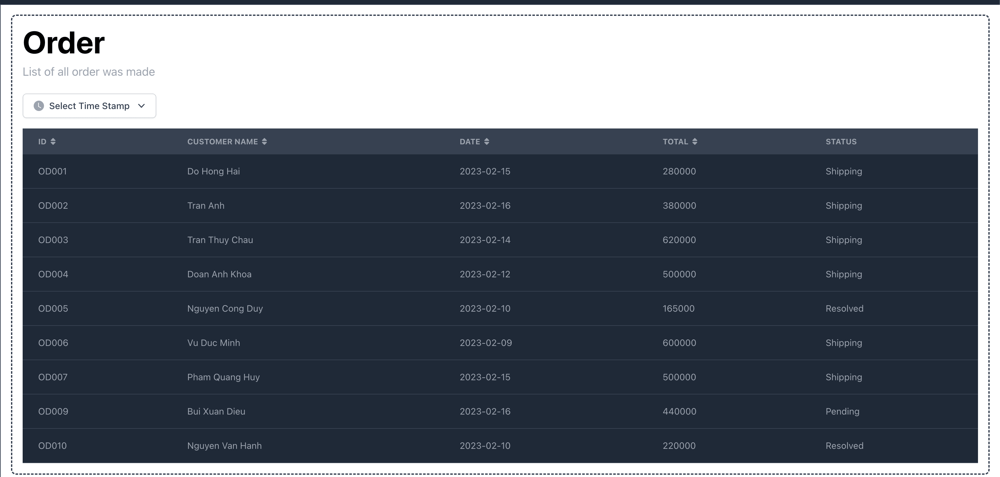 Order
List of all order was made
Select Time Stamp
ID CUSTOMER NAME DATE TOTAL STATUS
OD001 Do Hong Hai 2023-02-15 280000 Shipping
OD002 Tran Anh 2023-02-16 380000 Shipping
OD003 Tran Thuy Chau 2023-02-14 620000 Shipping
OD004 Doan Anh Khoa 2023-02-12 500000 Shipping
OD005 Nguyen Cong Duy 2023-02-10 165000 Resolved
OD006 Vu Duc Minh 2023-02-09 600000 Shipping
OD007 Pham Quang Huy 2023-02-15 500000 Shipping
OD009 Bui Xuan Dieu 2023-02-16 440000 Pending
OD010 Nguyen Van Hanh 2023-02-10 220000 Resolved